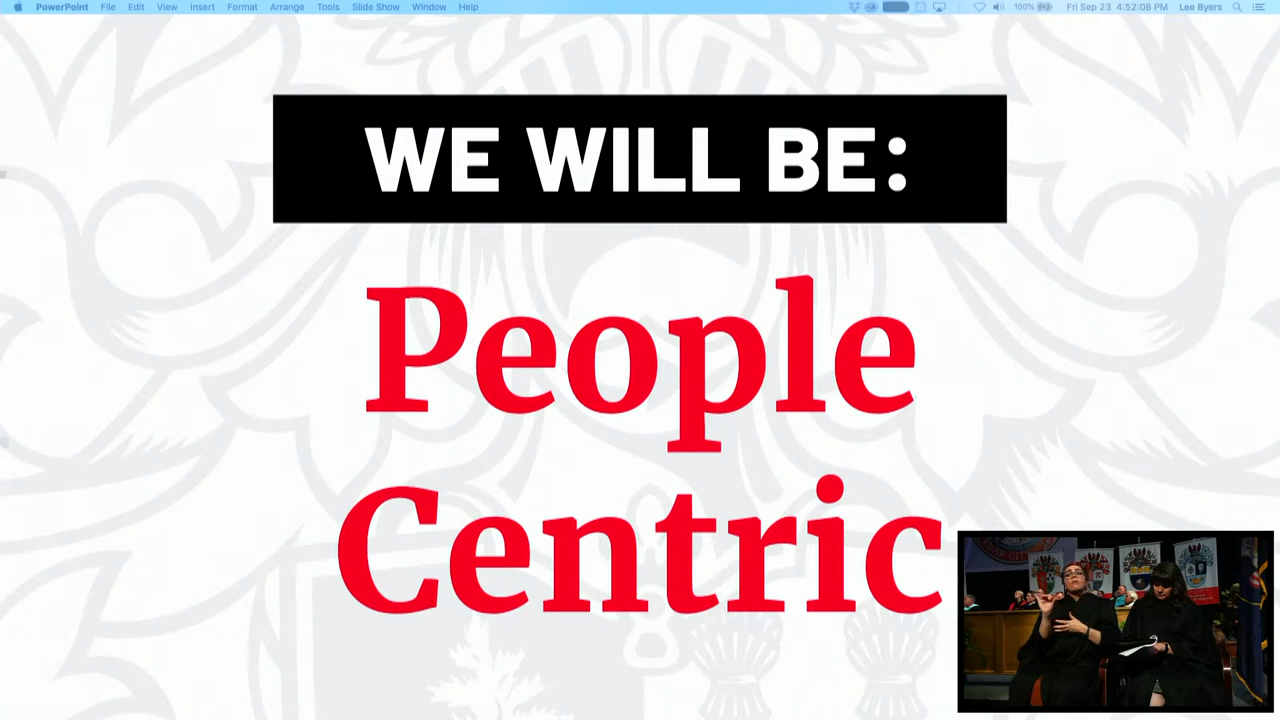 PowerPoint File Edit View Insert Format Arrange Tools Slide Show Window Help 100% Fri Sep 23 4:52:08 PM Lee Byers
WE WILL BE:
People
Centric